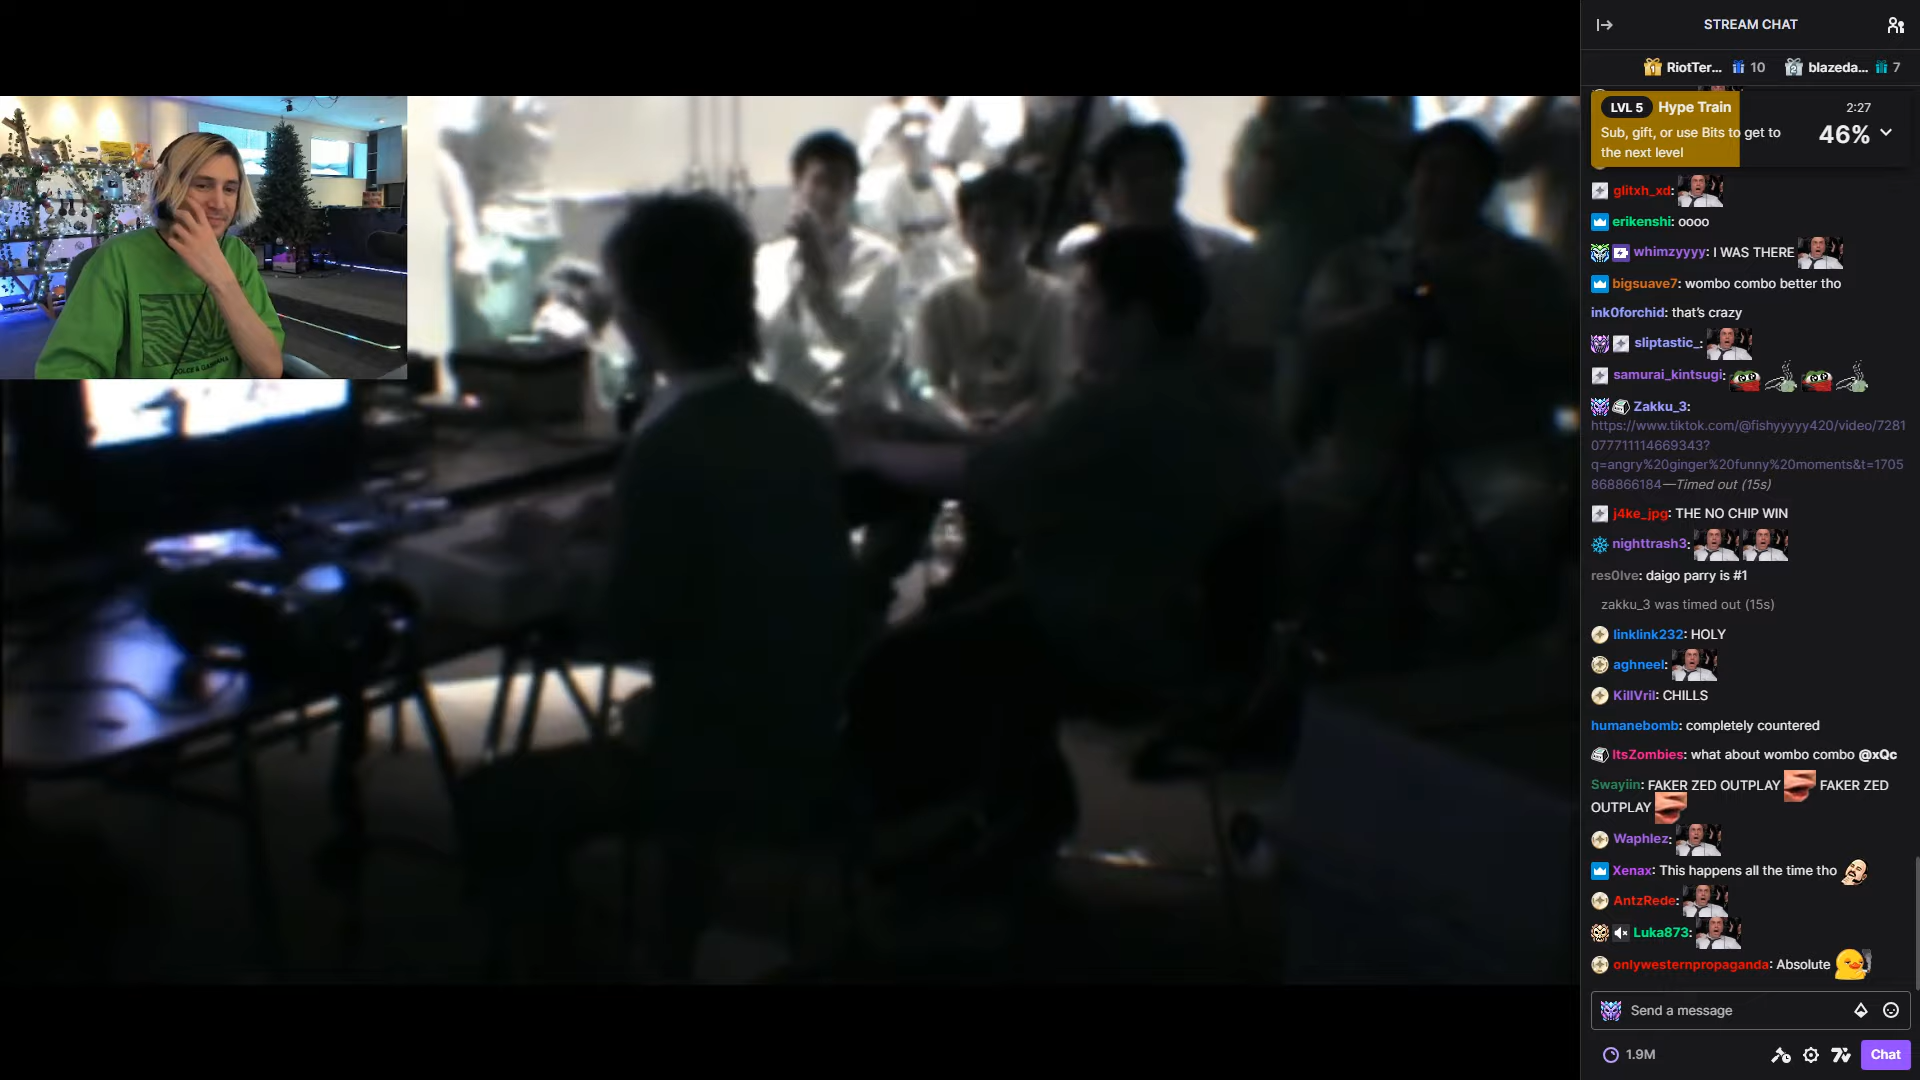 STREAM CHAT
RiotTer... 10 blazeda... 7
LVL 5 Hype Train 2:27
Sub, gift, or use Bits to get to
the next level
46%
glitxh_xd:
erikenshi: oooo
whimzyyyy: I WAS THERE
bigsuave7: wombo combo better tho
ink0forchid: that's crazy
sliptastic_:
samurai_kintsugi:
Zakku_3:
https://www.tiktok.com/@fishyyyyy420/video/7281
0777111114669343?
q=angry%20ginger%20funny%20moments&t=1705
868866184—Timed out (15s)
j4ke_jpg: THE NO CHIP WIN
nighttrash3:
res0lve: daigo parry is #1
zakku_3 was timed out (15s)
linklink232: HOLY
aghneel:
KillVril: CHILLS
humanebomb: completely countered
ItsZombies: what about wombo combo @xQc
Swayiin: FAKER ZED OUTPLAY FAKER ZED
OUTPLAY
Waphlez:
Xenax: This happens all the time tho
AntzRede:
Luka873:
onlywesternpropaganda: Absolute
Send a message
1.9M
Chat
DOLCE & GABBANA